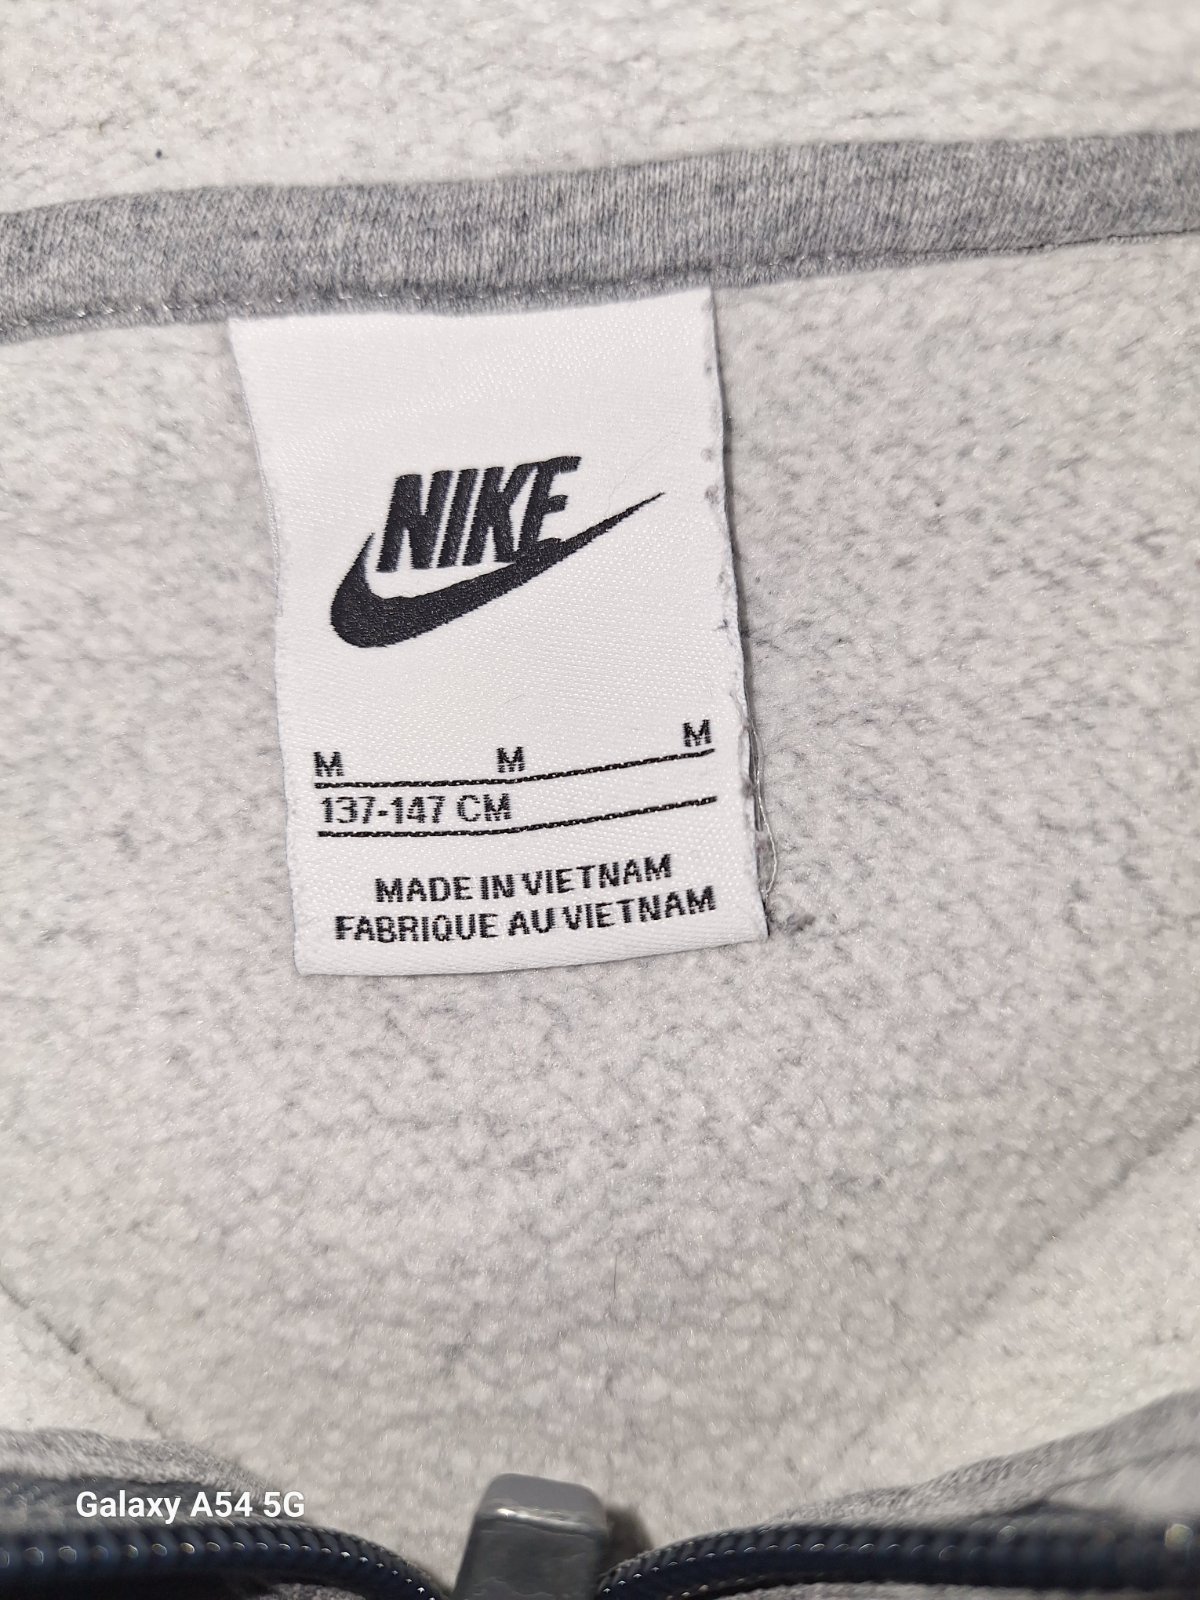 NIKE
M M M
137-147 CM
MADE IN VIETNAM
FABRIQUE AU VIETNAM
Galaxy A54 5G